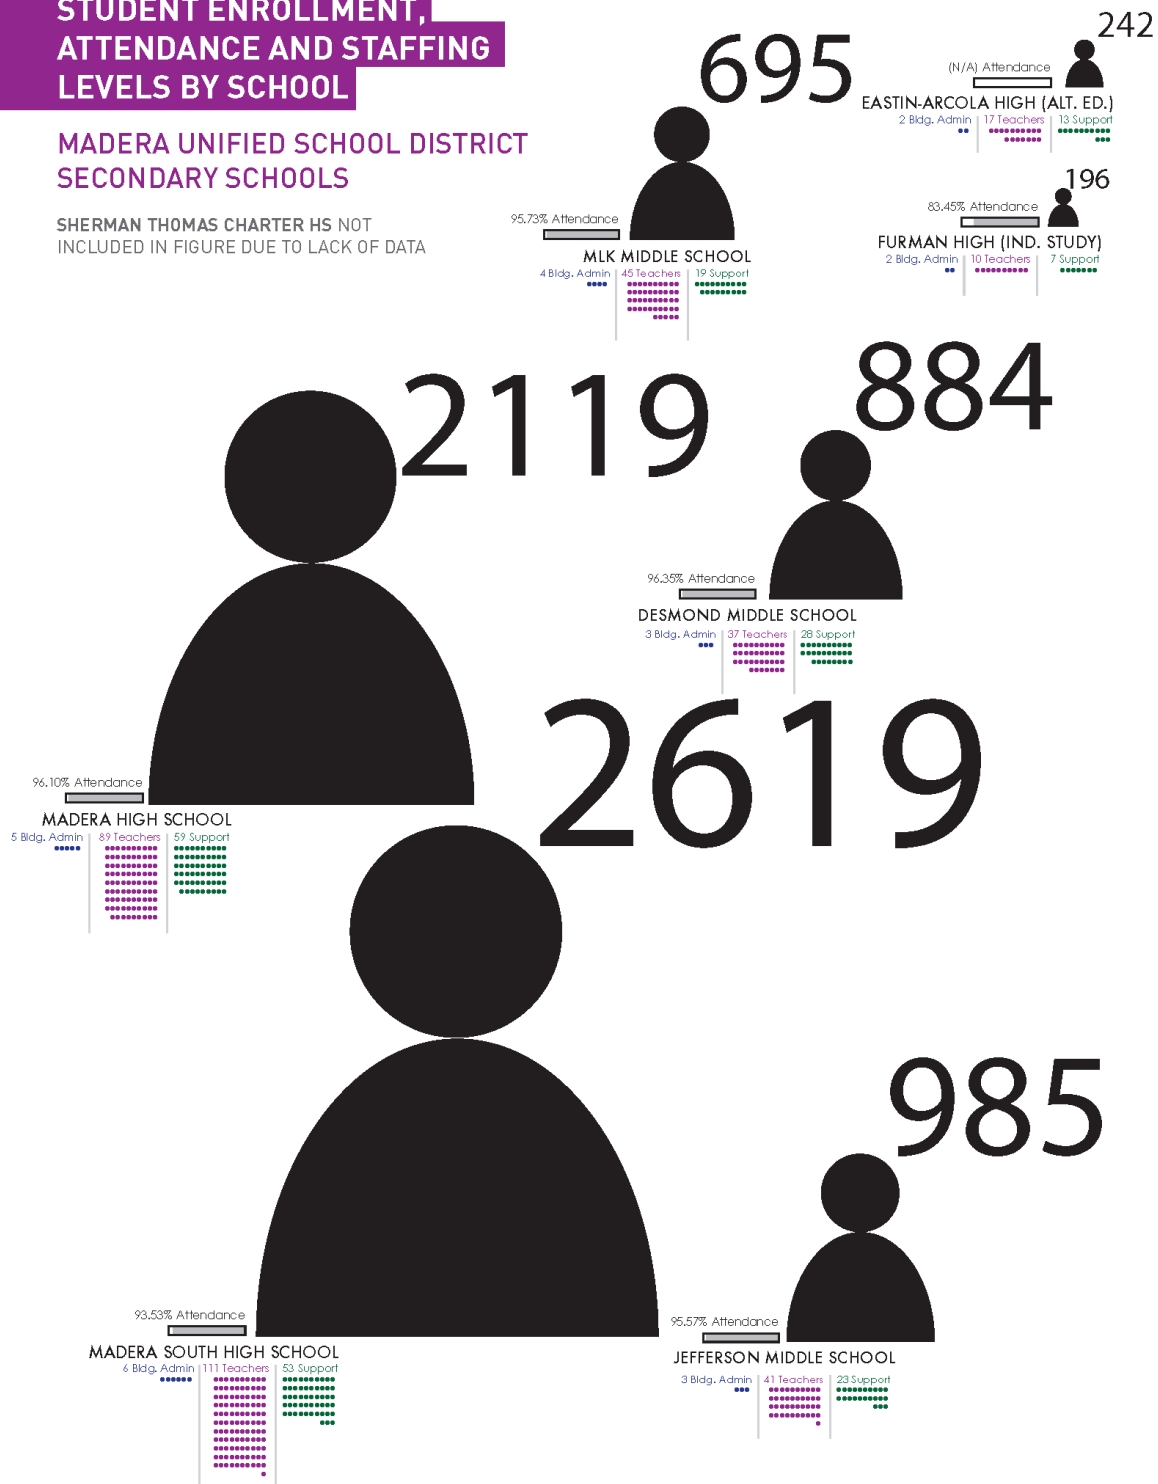 STUDENT ENROLLMENT,
ATTENDANCE AND STAFFING
LEVELS BY SCHOOL
MADERA UNIFIED SCHOOL DISTRICT
SECONDARY SCHOOLS
SHERMAN THOMAS CHARTER HS NOT
INCLUDED IN FIGURE DUE TO LACK OF DATA
695
95.73% Attendance
MLK MIDDLE SCHOOL
4 Bldg. Admin 45 Teachers 19 Support
242
(N/A) Attendance
EASTIN-ARCOLA HIGH (ALT. ED.)
2 Bldg. Admin 17 Teachers 13 Support
196
83.45% Attendance
FURMAN HIGH (IND. STUDY)
2 Bldg. Admin 10 Teachers 7 Support
2119
96.10% Attendance
MADERA HIGH SCHOOL
5 Bldg. Admin 89 Teachers 59 Support
884
96.35% Attendance
DESMOND MIDDLE SCHOOL
3 Bldg. Admin 37 Teachers 28 Support
2619
93.53% Attendance
MADERA SOUTH HIGH SCHOOL
6 Bldg. Admin 111 Teachers 53 Support
985
95.57% Attendance
JEFFERSON MIDDLE SCHOOL
3 Bldg. Admin 41 Teachers 23 Support